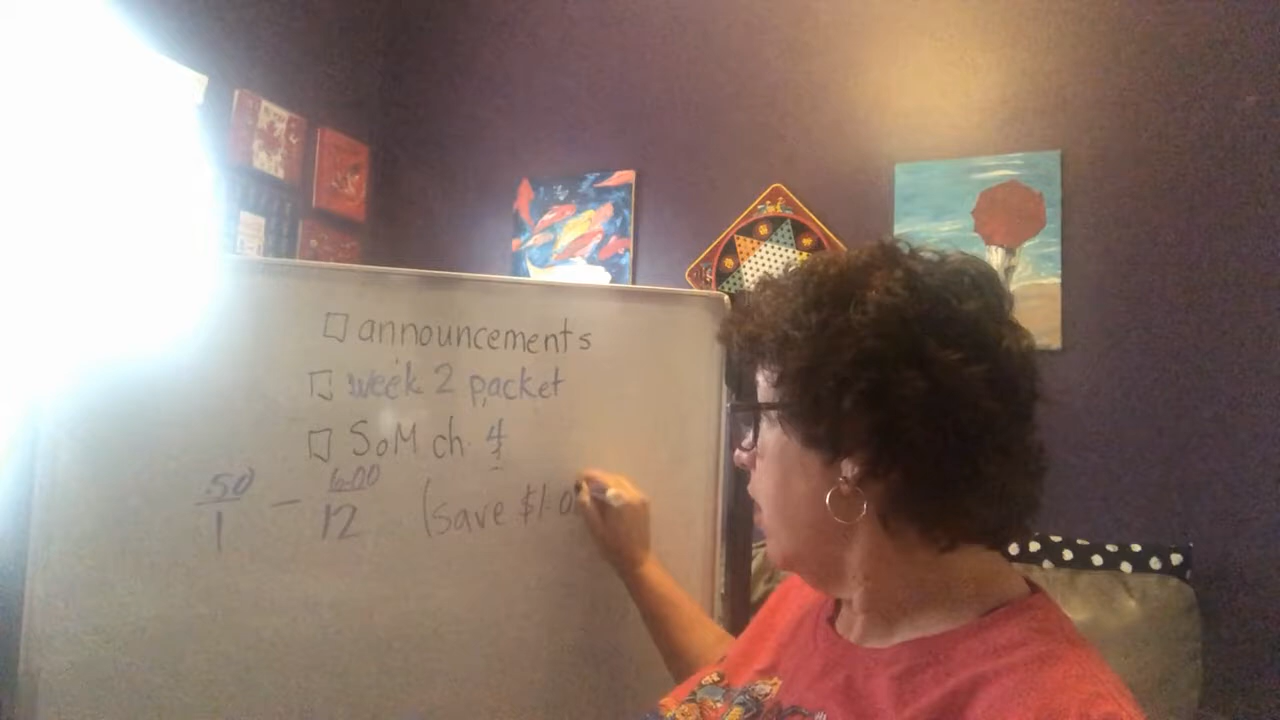 □ announcements
□ week 2 packet
□ SoM ch. 4
.50/1 – 6.00/12 (save $1.0